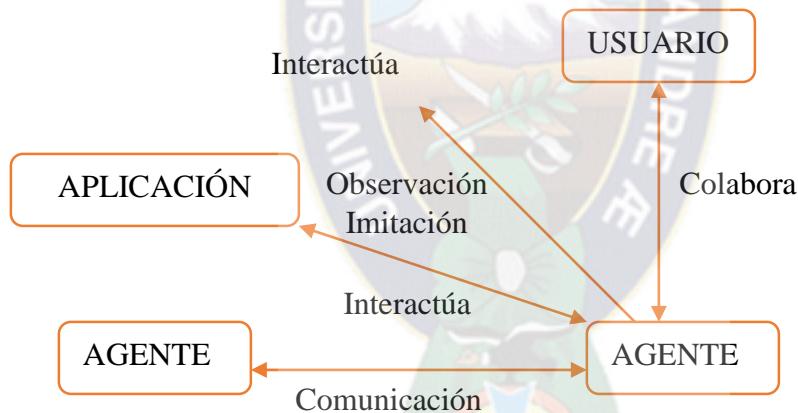 USUARIO
Interactúa
APLICACIÓN
Observación
Imitación
Colabora
Interactúa
AGENTE
AGENTE
Comunicación